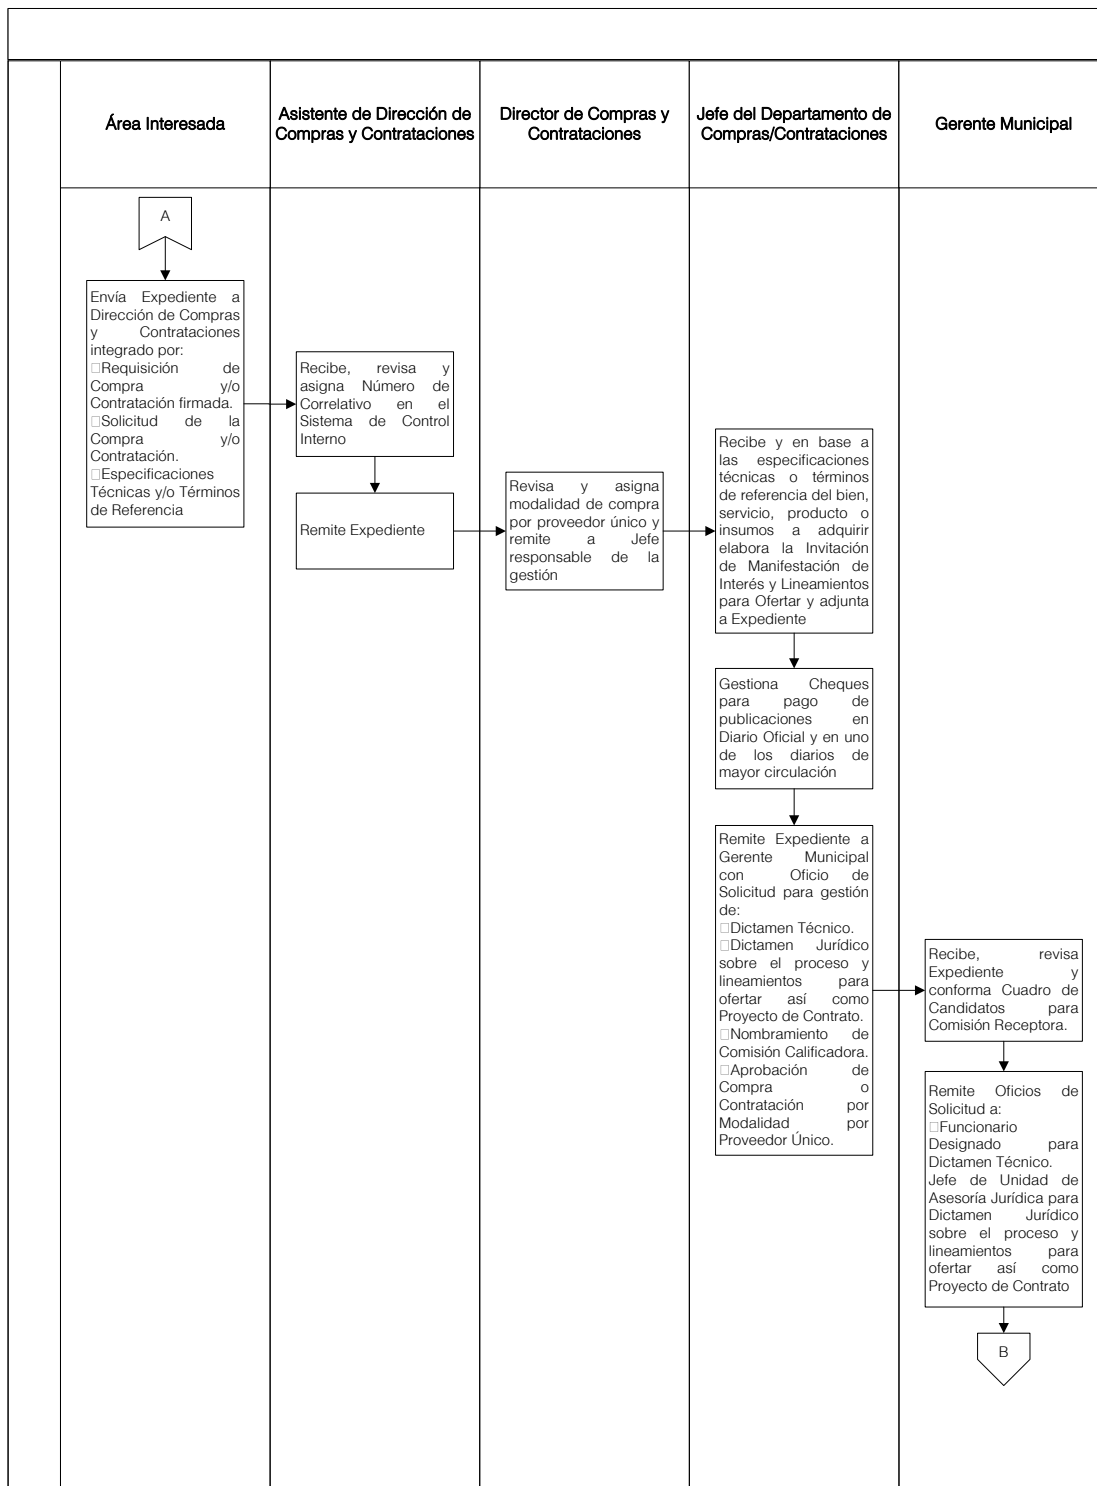 Área Interesada
Asistente de Dirección de
Compras y Contrataciones
Director de Compras y
Contrataciones
Jefe del Departamento de
Compras/Contrataciones
Gerente Municipal
A
Envía Expediente a
Dirección de Compras
y Contrataciones
integrado por:
□Requisición de
Compra y/o
Contratación firmada.
□Solicitud de la
Compra y/o
Contratación.
□Especificaciones
Técnicas y/o Términos
de Referencia
Recibe, revisa y
asigna Número de
Correlativo en el
Sistema de Control
Interno
Remite Expediente
Revisa y asigna
modalidad de compra
por proveedor único y
remite a Jefe
responsable de la
gestión
Recibe y en base a
las especificaciones
técnicas o términos
de referencia del bien,
servicio, producto o
insumos a adquirir
elabora la Invitación
de Manifestación de
Interés y Lineamientos
para Ofertar y adjunta
a Expediente
Gestiona Cheques
para pago de
publicaciones en
Diario Oficial y en uno
de los diarios de
mayor circulación
Remite Expediente a
Gerente Municipal
con Oficio de
Solicitud para gestión
de:
□Dictamen Técnico.
□Dictamen Jurídico
sobre el proceso y
lineamientos para
ofertar así como
Proyecto de Contrato.
□Nombramiento de
Comisión Calificadora.
□Aprobación de
Compra o
Contratación por
Modalidad por
Proveedor Único.
Recibe, revisa
Expediente y
conforma Cuadro de
Candidatos para
Comisión Receptora.
Remite Oficios de
Solicitud a:
□Funcionario
Designado para
Dictamen Técnico.
Jefe de Unidad de
Asesoría Jurídica para
Dictamen Jurídico
sobre el proceso y
lineamientos para
ofertar así como
Proyecto de Contrato
B